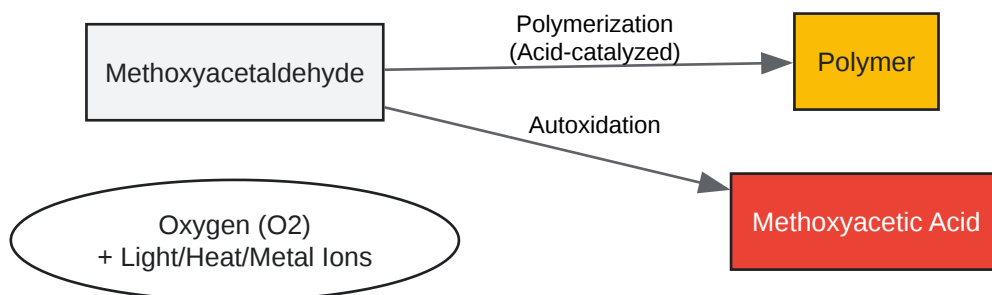 Methoxyacetaldehyde
Polymerization
(Acid-catalyzed)
Polymer
Autoxidation
Methoxyacetic Acid
Oxygen (O2)
+ Light/Heat/Metal Ions